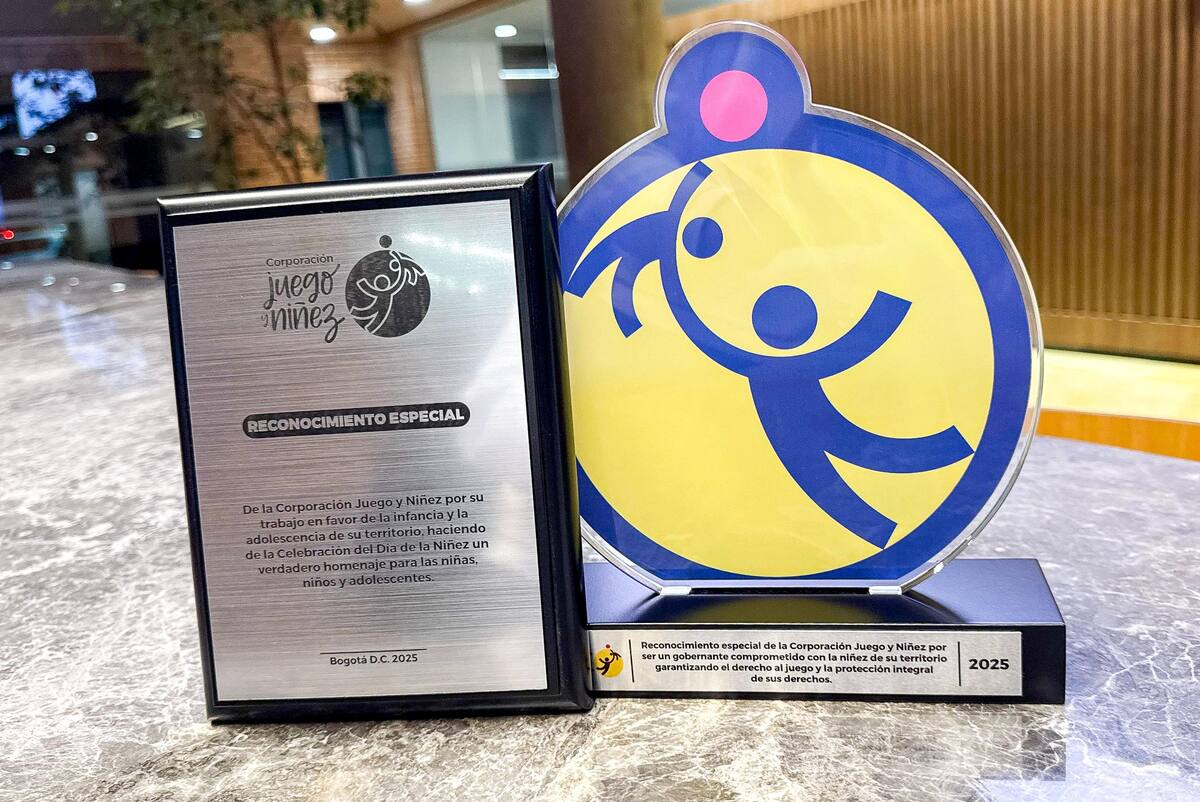 Corporación
juego
y niñez
RECONOCIMIENTO ESPECIAL
De la Corporación Juego y Niñez por su
trabajo en favor de la infancia y la
adolescencia de su territorio, haciendo
de la Celebración del Día de la Niñez un
verdadero homenaje para las niñas,
niños y adolescentes.
Bogotá D.C. 2025
Reconocimiento especial de la Corporación Juego y Niñez por
ser un gobernante comprometido con la niñez de su territorio
garantizando el derecho al juego y la protección integral
de sus derechos.
2025